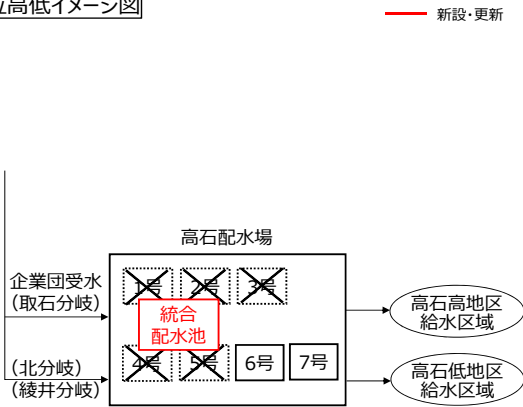 位高低イメージ図
新設・更新
高石配水場
企業団受水
（取石分岐）
1号
2号
3号
統合
配水池
高石高地区
給水区域
（北分岐）
（綾井分岐）
4号
5号
6号
7号
高石低地区
給水区域